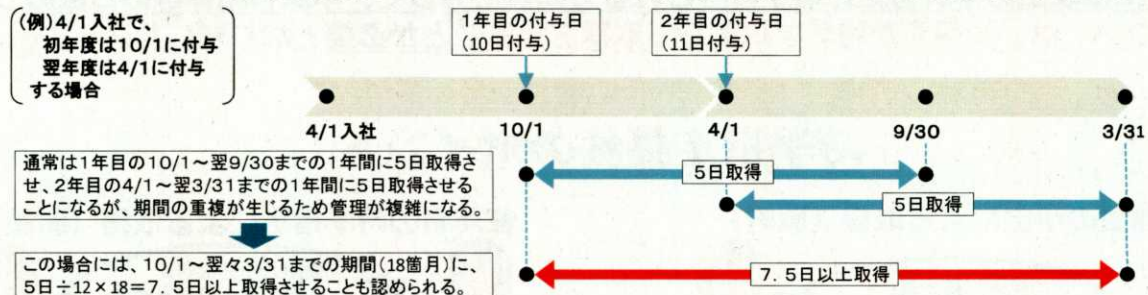 (例)4/1入社で、
初年度は10/1に付与
翌年度は4/1に付与
する場合
1年目の付与日
(10日付与)
2年目の付与日
(11日付与)
4/1入社
10/1
4/1
9/30
3/31
通常は1年目の10/1~翌9/30までの1年間に5日取得さ
せ、2年目の4/1~翌3/31までの1年間に5日取得させる
ことになるが、期間の重複が生じるため管理が複雑になる。
5日取得
5日取得
この場合には、10/1~翌々3/31までの期間(18箇月)に、
5日÷12×18=7.5日以上取得させることも認められる。
7.5日以上取得